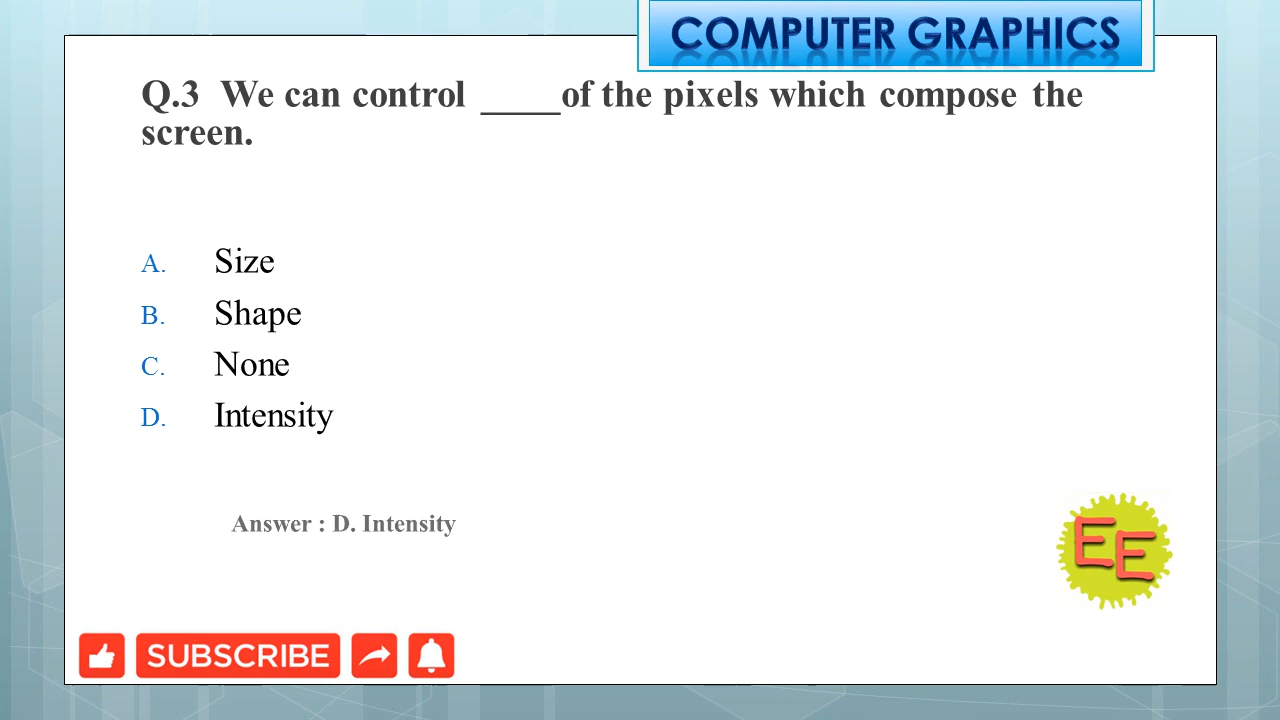 COMPUTER GRAPHICS
Q.3 We can control ____of the pixels which compose the
screen.
A. Size
B. Shape
C. None
D. Intensity
Answer : D. Intensity
EE
SUBSCRIBE